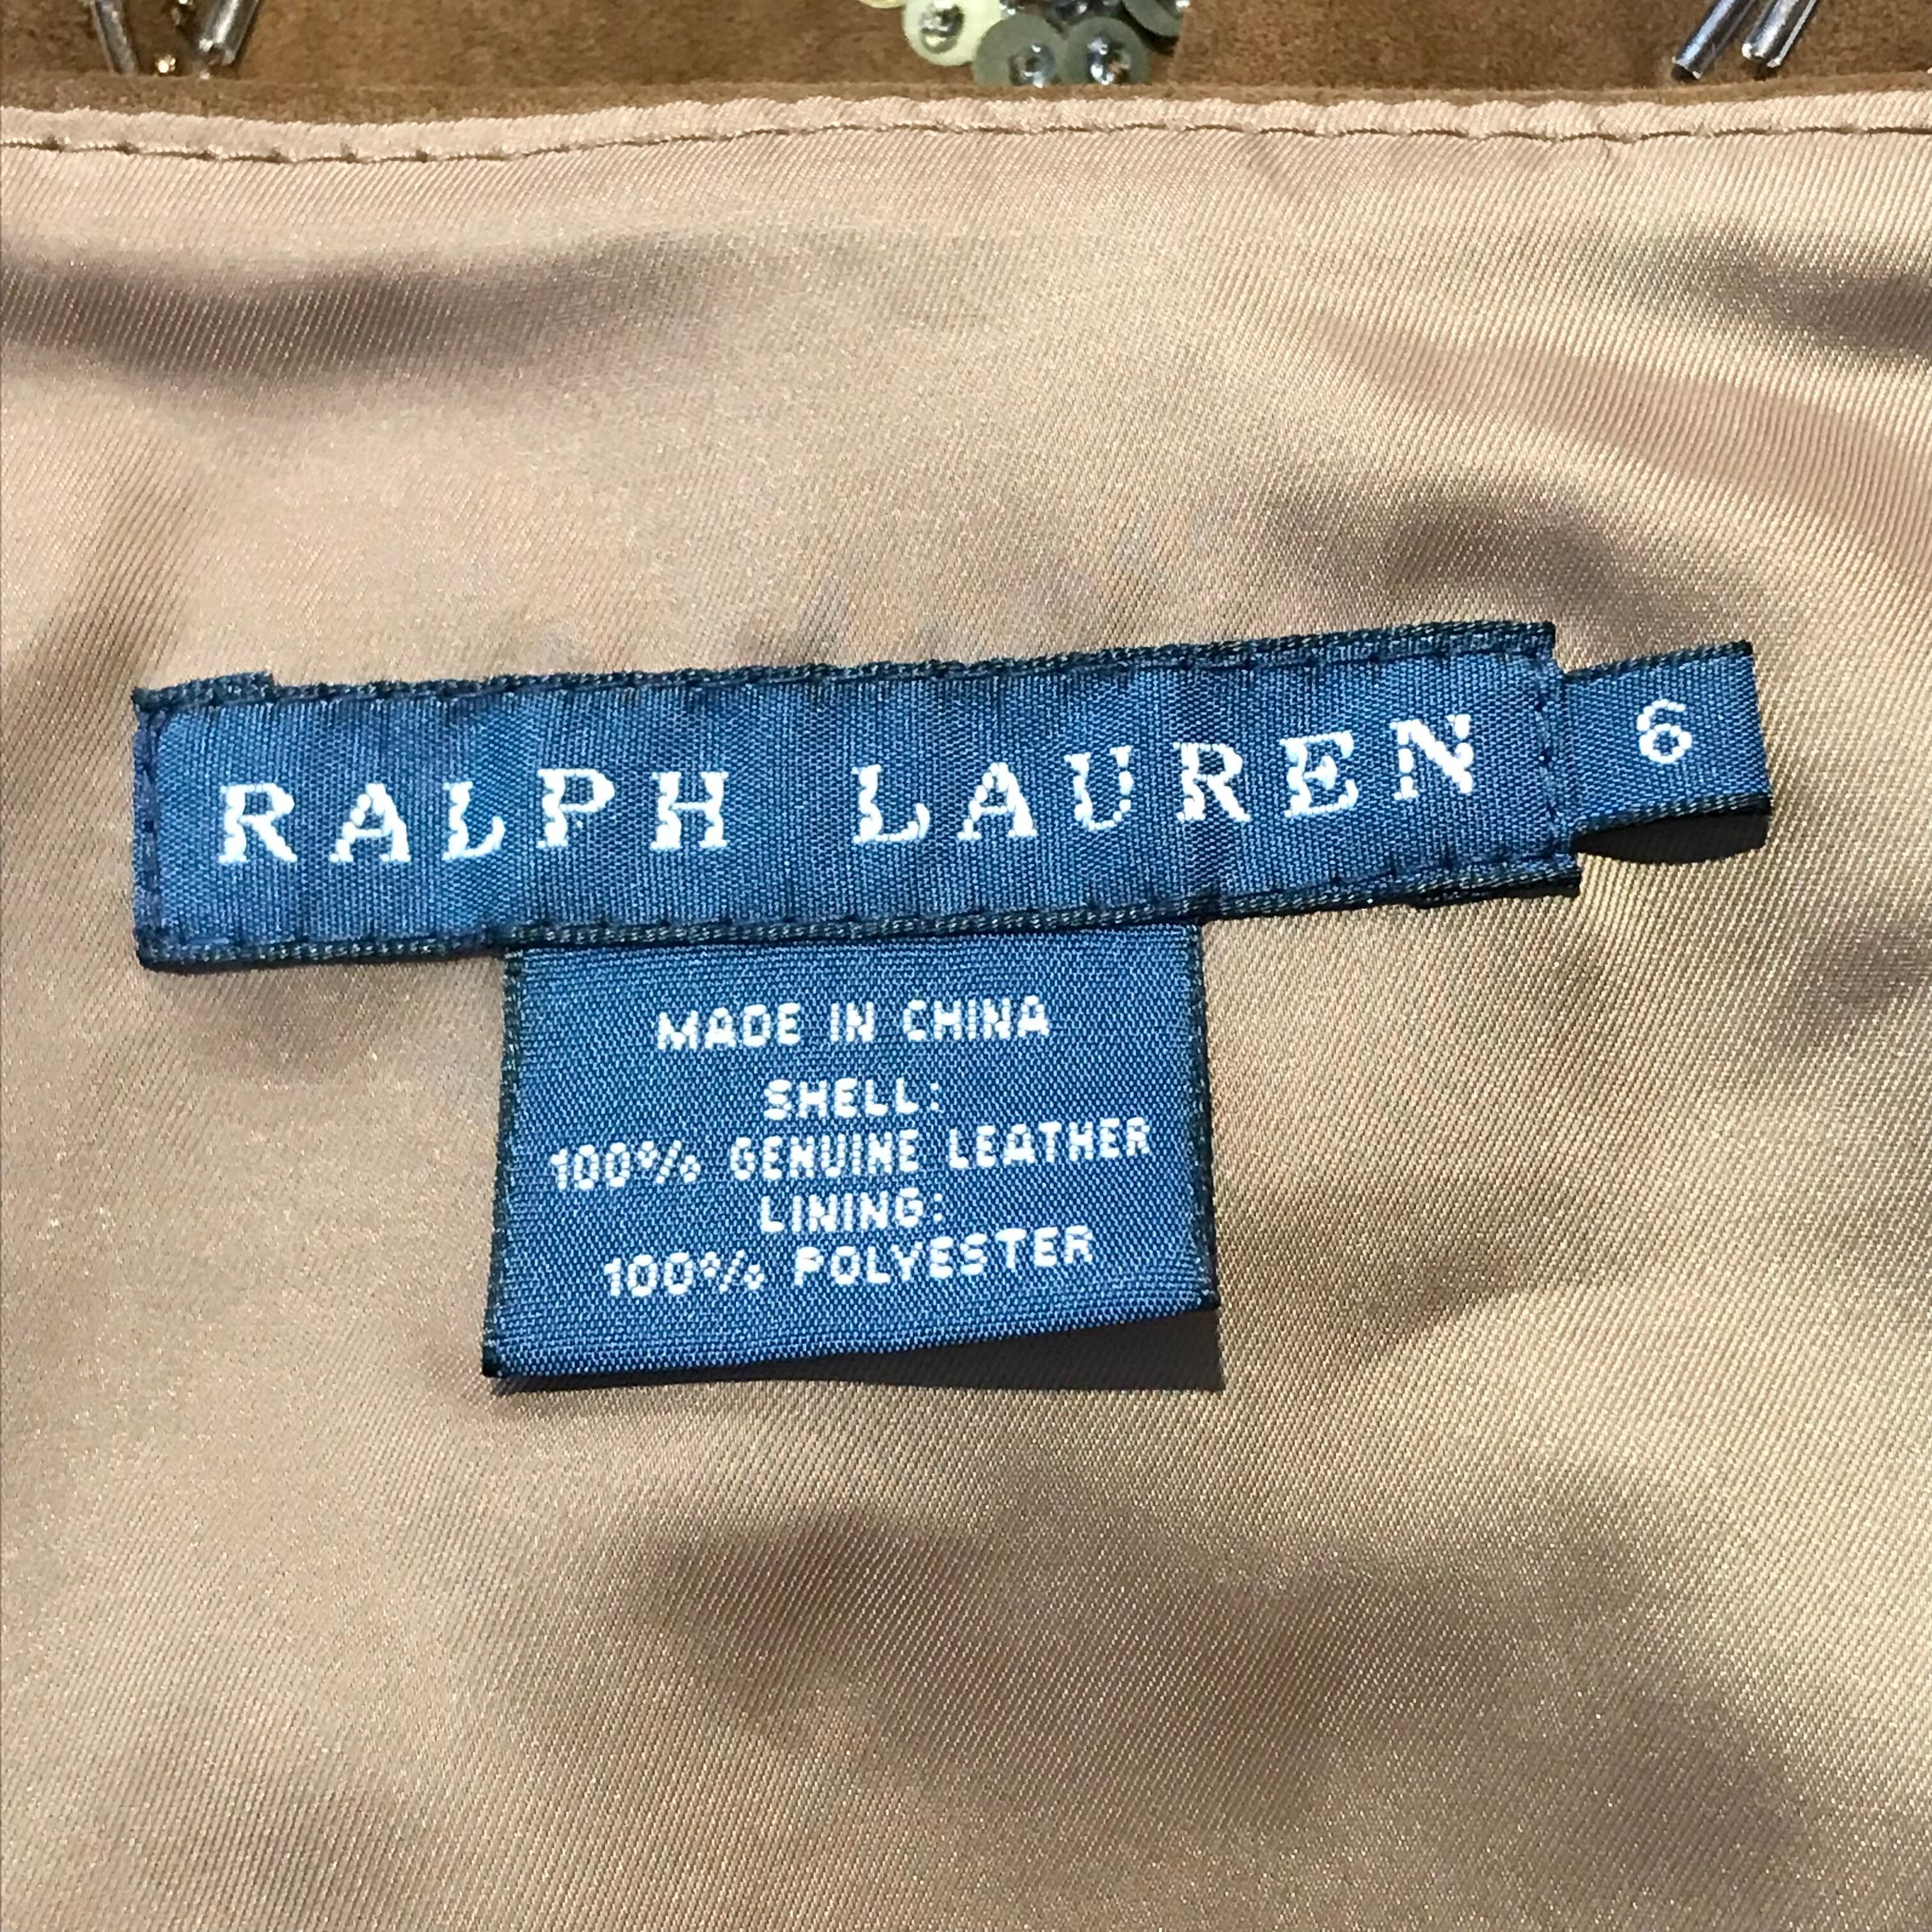 RALPH LAUREN 6
MADE IN CHINA
SHELL:
100% GENUINE LEATHER
LINING:
100% POLYESTER